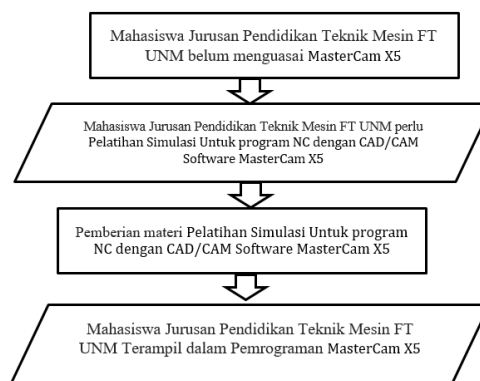 Mahasiswa Jurusan Pendidikan Teknik Mesin FT
UNM belum menguasai MasterCam X5
Mahasiswa Jurusan Pendidikan Teknik Mesin FT UNM perlu
Pelatihan Simulasi Untuk program NC dengan CAD/CAM
Software MasterCam X5
Pemberian materi Pelatihan Simulasi Untuk program
NC dengan CAD/CAM Software MasterCam X5
Mahasiswa Jurusan Pendidikan Teknik Mesin FT
UNM Terampil dalam Pemrograman MasterCam X5